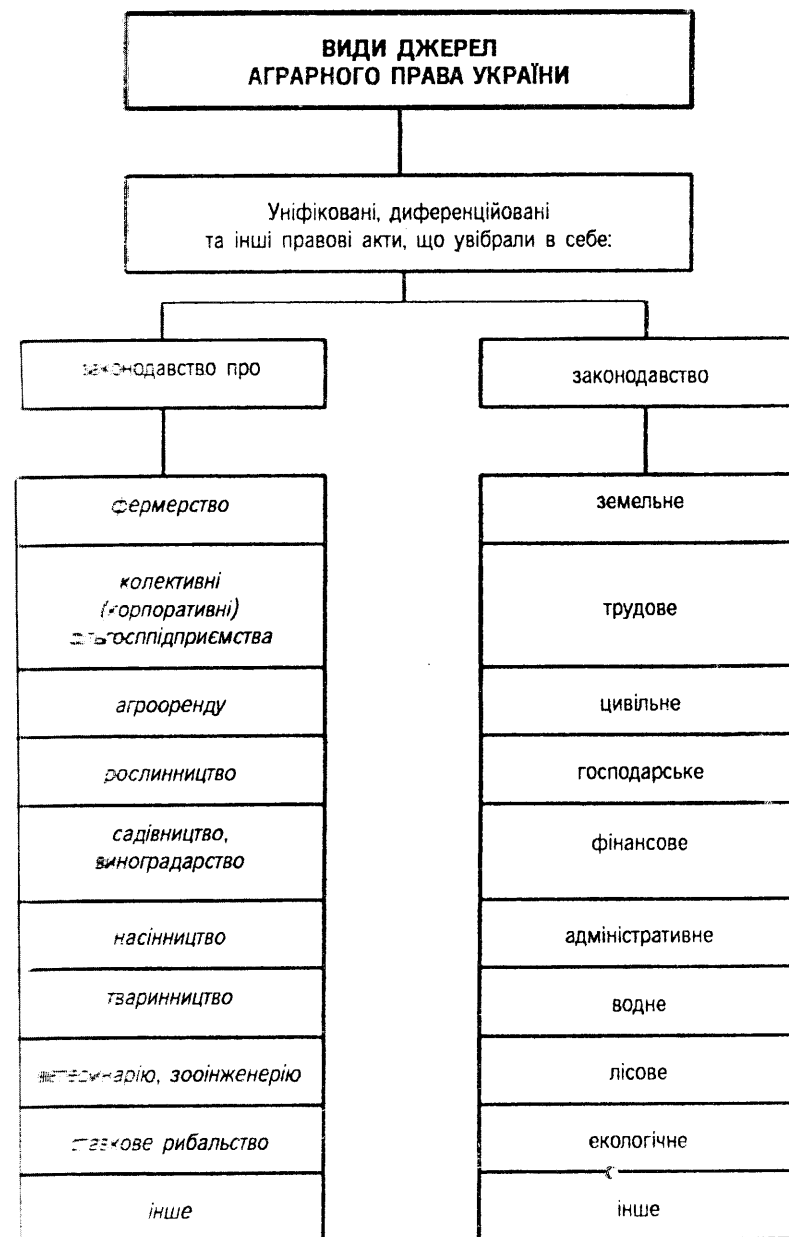 ВИДИ ДЖЕРЕЛ
АГРАРНОГО ПРАВА УКРАЇНИ
Уніфіковані, диференційовані
та інші правові акти, що увібрали в себе:
законодавство про
фермерство
колективні
(корпоративні)
сільгосппідприємства
агрооренду
рослинництво
садівництво,
виноградарство
насінництво
тваринництво
ветеринарію, зооінженерію
ставкове рибальство
інше
законодавство
земельне
трудове
цивільне
господарське
фінансове
адміністративне
водне
лісове
екологічне
інше